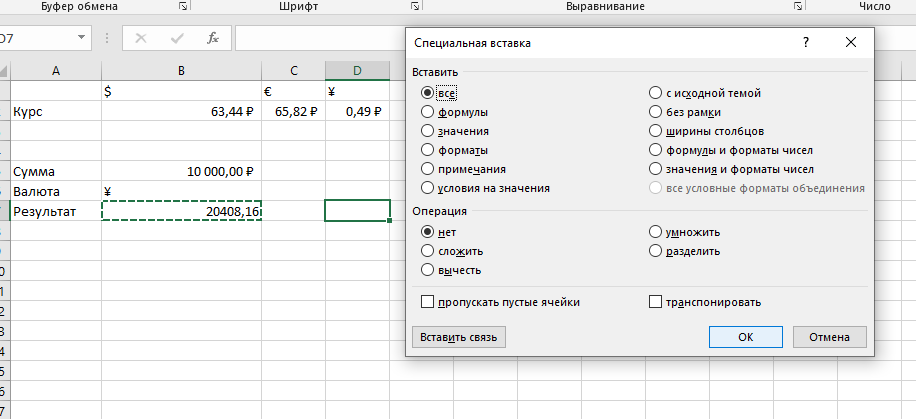 Буфер обмена Шрифт Выравнивание Число
D7 fx
A B C D
$ € ¥
Курс 63,44 ₽ 65,82 ₽ 0,49 ₽
Сумма 10 000,00 ₽
Валюта ¥
Результат 20408,16
Специальная вставка ?
Вставить
все с исходной темой
формулы без рамки
значения ширины столбцов
форматы формулы и форматы чисел
примечания значения и форматы чисел
условия на значения все условные форматы объединения
Операция
нет умножить
сложить разделить
вычесть
пропускать пустые ячейки транспонировать
Вставить связь ОК Отмена